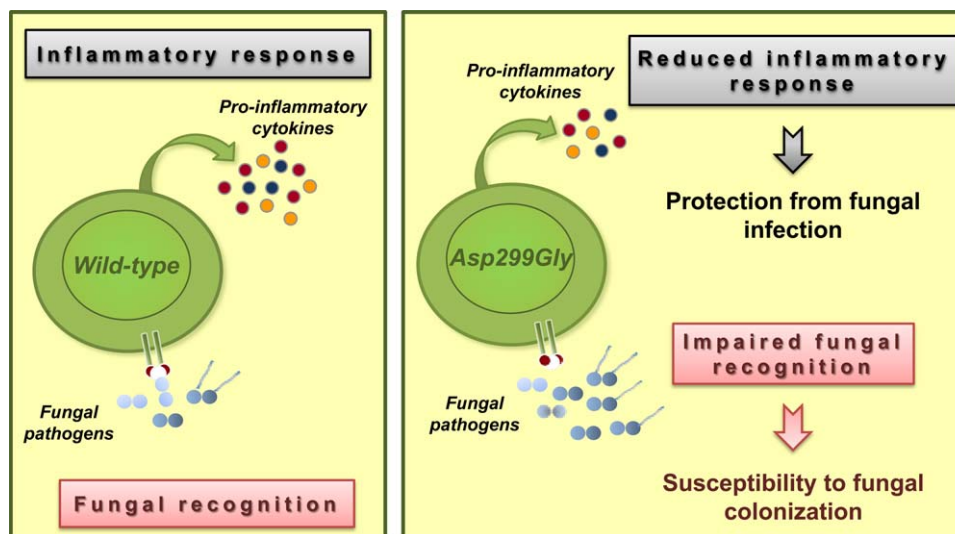 Inflammatory response
Pro-inflammatory
cytokines
Wild-type
Fungal
pathogens
Fungal recognition
Pro-inflammatory
cytokines
Reduced inflammatory
response
Protection from fungal
infection
Asp299Gly
Impaired fungal
recognition
Fungal
pathogens
Susceptibility to fungal
colonization